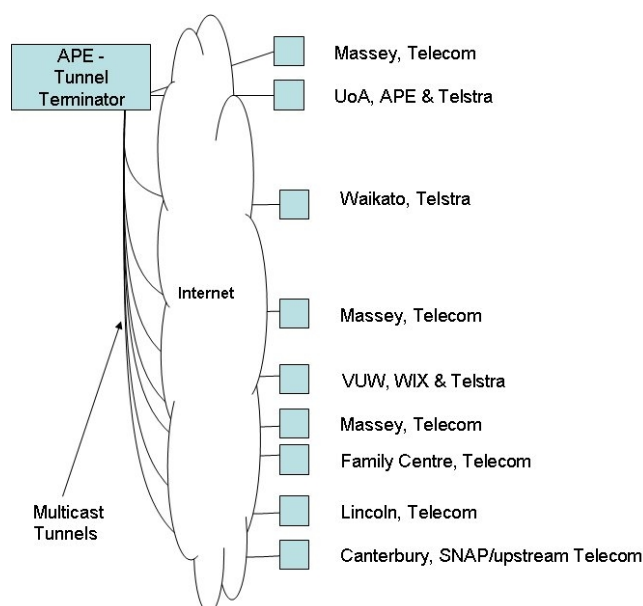 APE -
Tunnel
Terminator
Massey, Telecom
UoA, APE & Telstra
Waikato, Telstra
Internet
Massey, Telecom
VUW, WIX & Telstra
Massey, Telecom
Family Centre, Telecom
Multicast
Tunnels
Lincoln, Telecom
Canterbury, SNAP/upstream Telecom